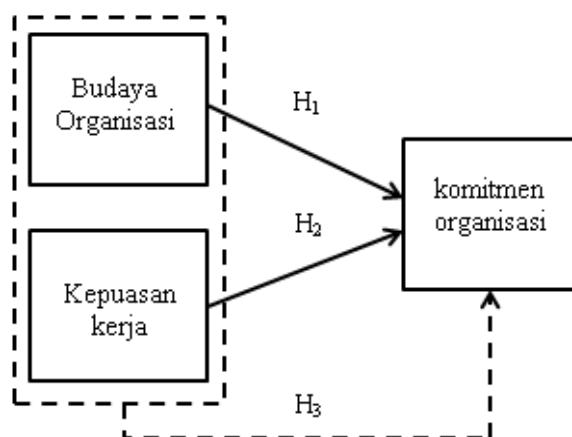 Budaya
Organisasi
H₁
komitmen
organisasi
H₂
Kepuasan
kerja
H₃